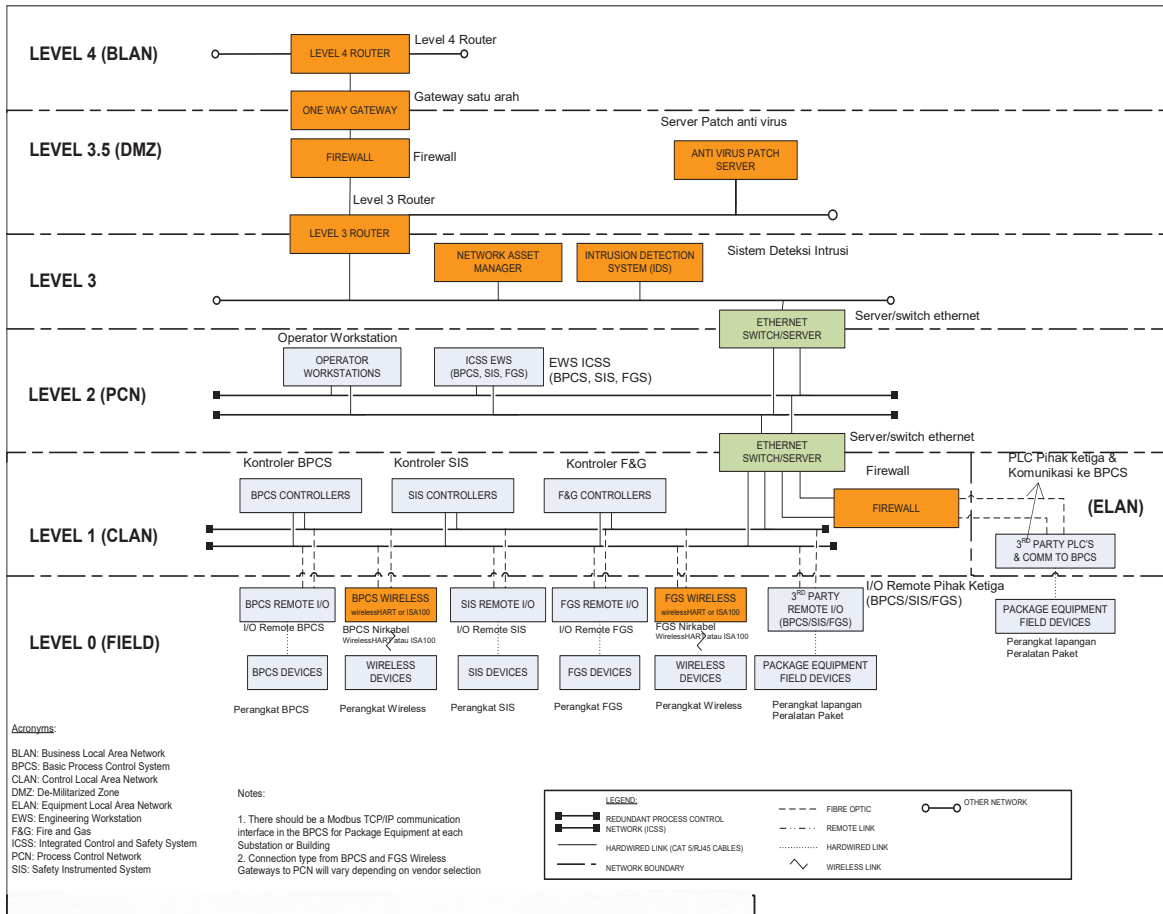 LEVEL 4 (BLAN)
LEVEL 4 ROUTER
Level 4 Router
ONE WAY GATEWAY
Gateway satu arah
LEVEL 3.5 (DMZ)
FIREWALL
Firewall
Server Patch anti virus
ANTI VIRUS PATCH
SERVER
Level 3 Router
LEVEL 3 ROUTER
LEVEL 3
NETWORK ASSET
MANAGER
INTRUSION DETECTION
SYSTEM (IDS)
Sistem Deteksi Intrusi
ETHERNET
SWITCH/SERVER
Server/switch ethernet
LEVEL 2 (PCN)
Operator Workstation
OPERATOR
WORKSTATIONS
ICSS EWS
(BPCS, SIS, FGS)
EWS ICSS
(BPCS, SIS, FGS)
ETHERNET
SWITCH/SERVER
Server/switch ethernet
LEVEL 1 (CLAN)
Kontroler BPCS
BPCS CONTROLLERS
Kontroler SIS
SIS CONTROLLERS
Kontroler F&G
F&G CONTROLLERS
Firewall
FIREWALL
PLC Pihak ketiga &
Komunikasi ke BPCS
(ELAN)
3RD PARTY PLC'S
& COMM TO BPCS
LEVEL 0 (FIELD)
BPCS REMOTE I/O
I/O Remote BPCS
BPCS WIRELESS
wirelessHART or ISA100
BPCS Nirkabel
WirelessHART atau ISA100
SIS REMOTE I/O
I/O Remote SIS
FGS REMOTE I/O
I/O Remote FGS
FGS WIRELESS
wirelessHART or ISA100
FGS Nirkabel
WirelessHART atau ISA100
3RD PARTY
REMOTE I/O
(BPCS/SIS/FGS)
I/O Remote Pihak Ketiga
(BPCS/SIS/FGS)
PACKAGE EQUIPMENT
FIELD DEVICES
Perangkat lapangan
Peralatan Paket
BPCS DEVICES
Perangkat BPCS
WIRELESS
DEVICES
Perangkat Wireless
SIS DEVICES
Perangkat SIS
FGS DEVICES
Perangkat FGS
WIRELESS
DEVICES
Perangkat Wireless
PACKAGE EQUIPMENT
FIELD DEVICES
Perangkat lapangan
Peralatan Paket
Acronyms:
BLAN: Business Local Area Network
BPCS: Basic Process Control System
CLAN: Control Local Area Network
DMZ: De-Militarized Zone
ELAN: Equipment Local Area Network
EWS: Engineering Workstation
F&G: Fire and Gas
ICSS: Integrated Control and Safety System
PCN: Process Control Network
SIS: Safety Instrumented System
Notes:
1. There should be a Modbus TCP/IP communication
interface in the BPCS for Package Equipment at each
Substation or Building
2. Connection type from BPCS and FGS Wireless
Gateways to PCN will vary depending on vendor selection
LEGEND:
REDUNDANT PROCESS CONTROL
NETWORK (ICSS)
HARDWIRED LINK (CAT 5/RJ45 CABLES)
NETWORK BOUNDARY
FIBRE OPTIC
REMOTE LINK
HARDWIRED LINK
WIRELESS LINK
OTHER NETWORK